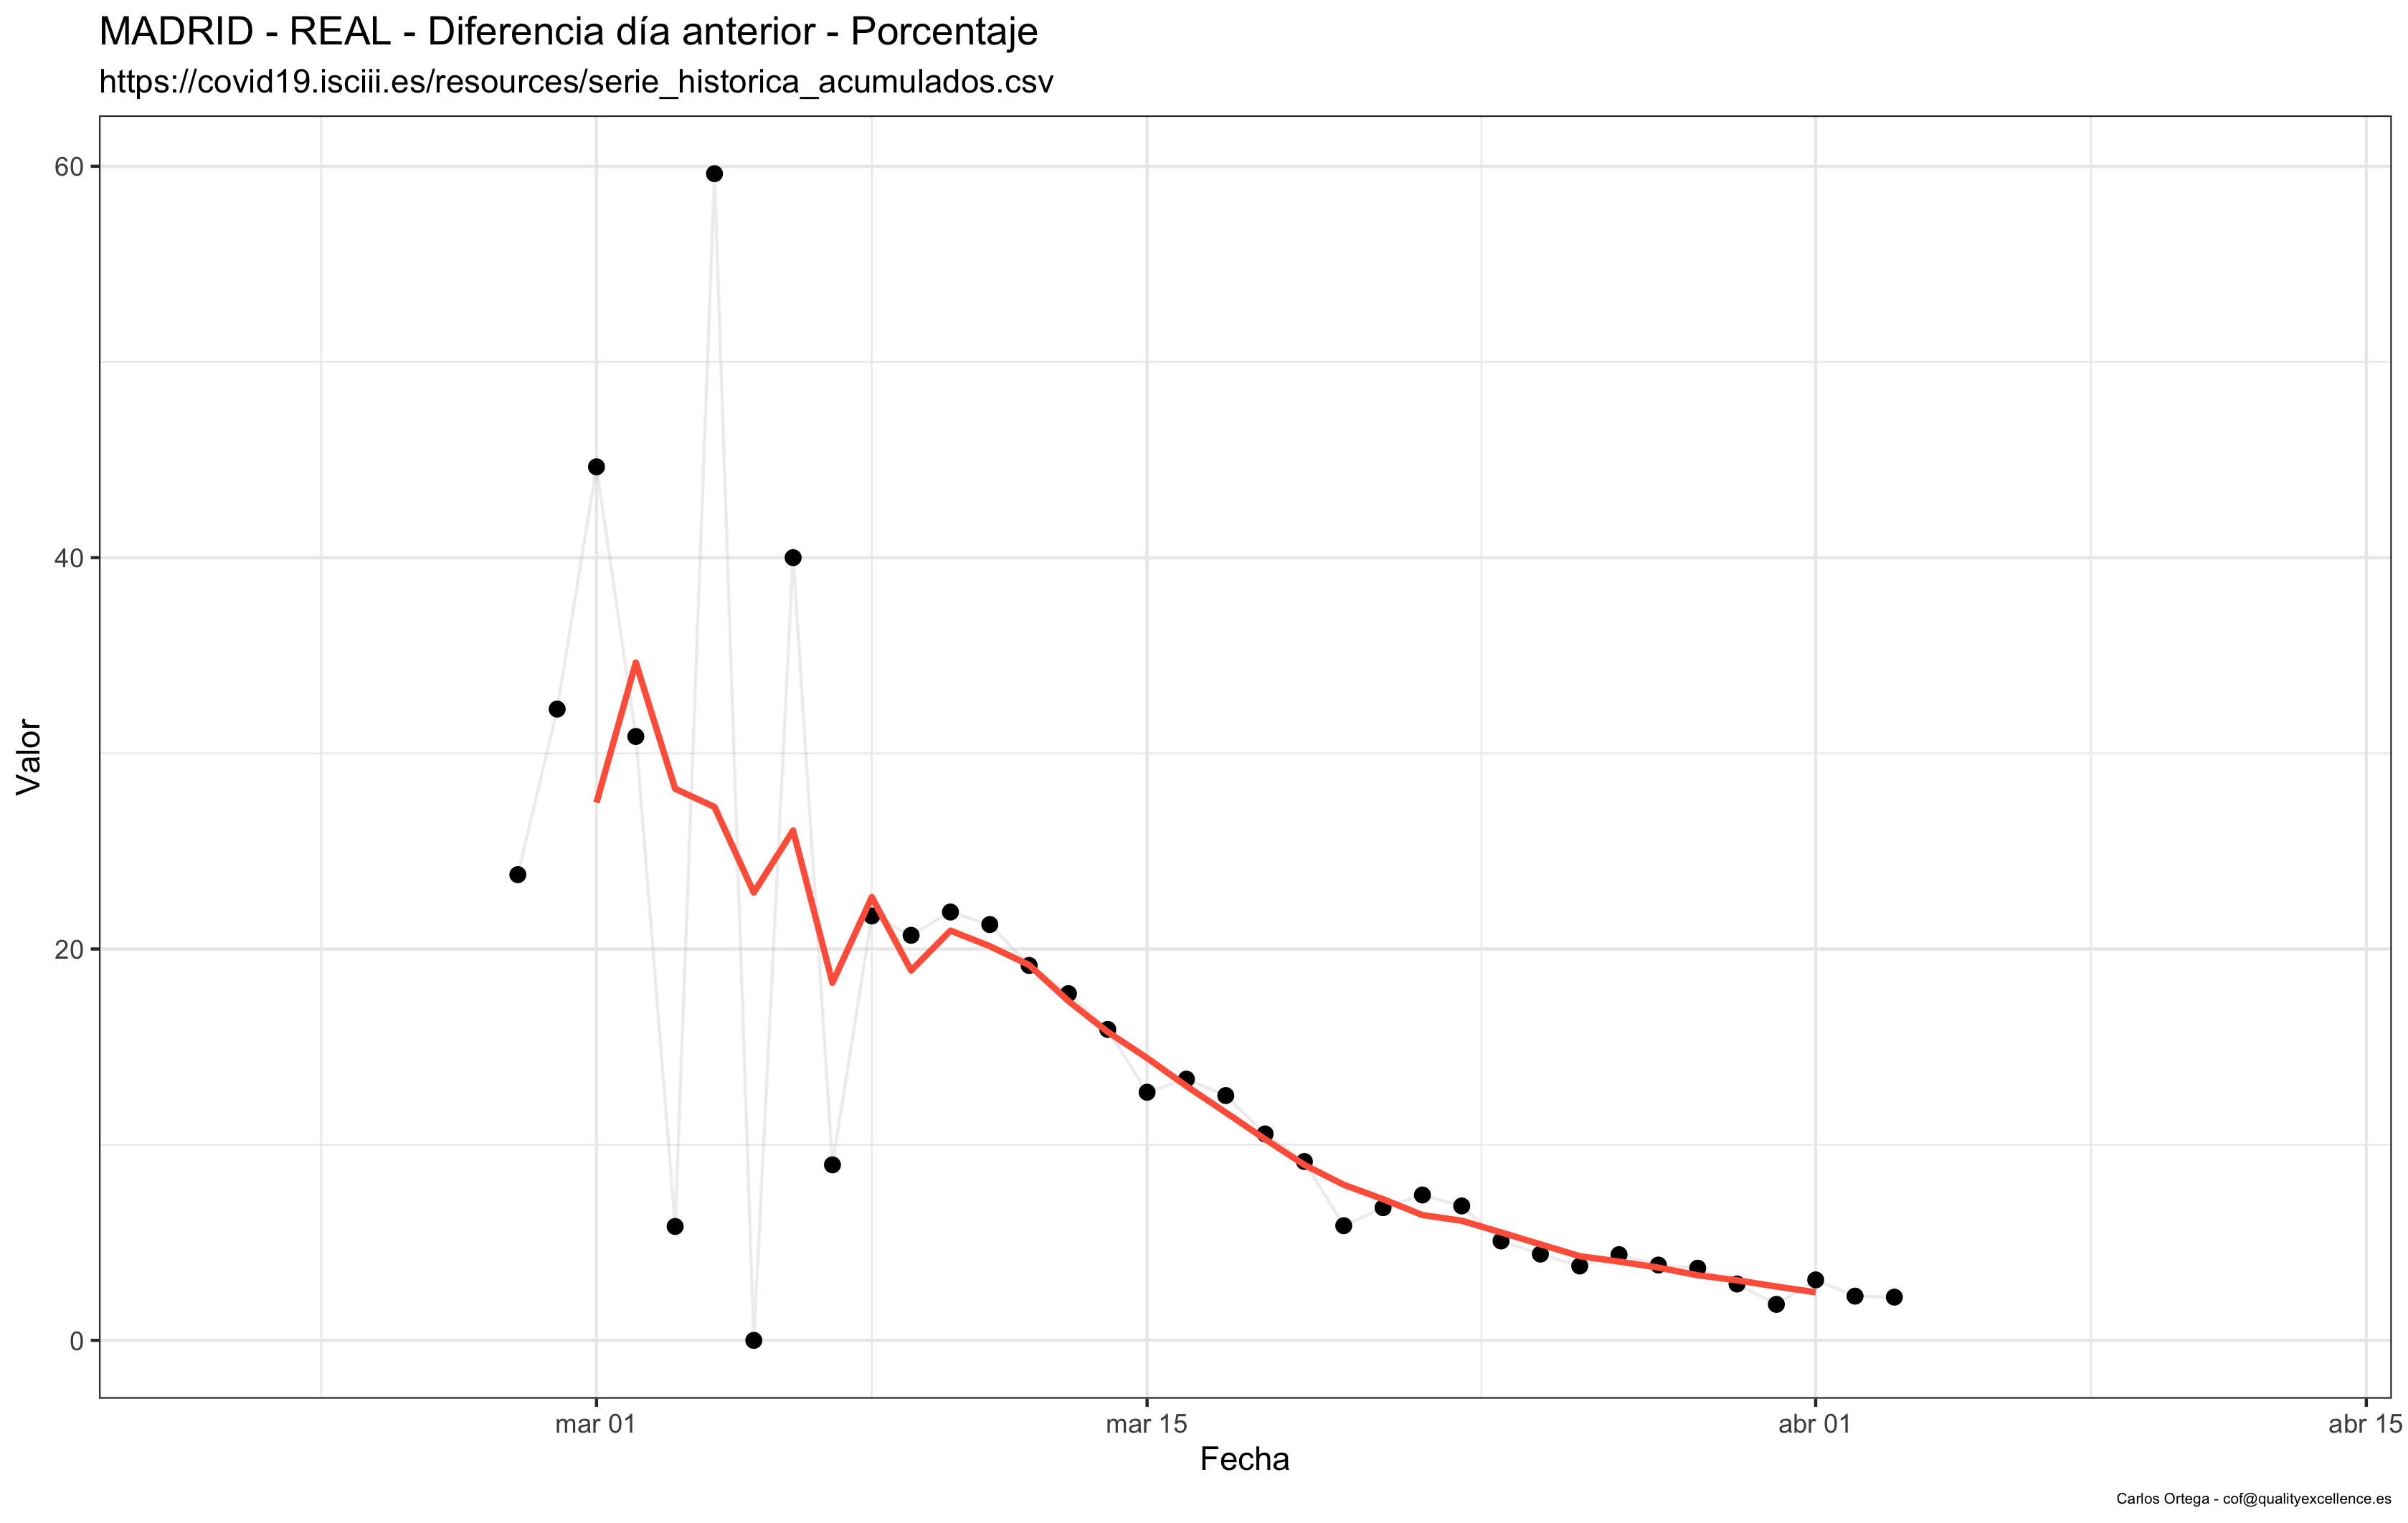 MADRID - REAL - Diferencia día anterior - Porcentaje
https://covid19.isciii.es/resources/serie_historica_acumulados.csv
Valor
60
40
20
0
mar 01
mar 15
abr 01
abr 15
Fecha
Carlos Ortega - cof@qualityexcellence.es